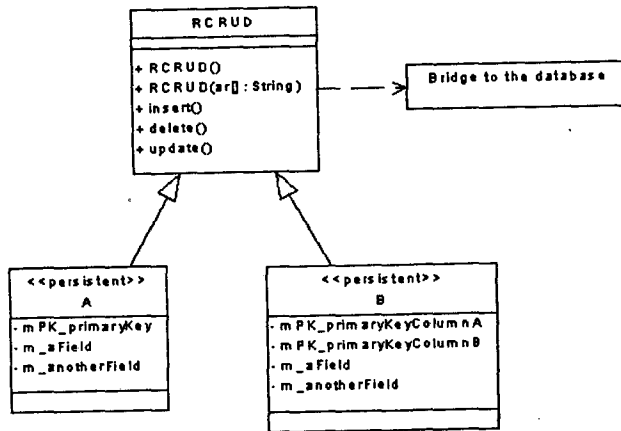 RCRUD
+ RCRUD()
+ RCRUD(ar[] : String)
+ insert()
+ delete()
+ update()
Bridge to the database
<<persistent>>
A
- mPK_primaryKey
- m_aField
- m_anotherField
<<persistent>>
B
- mPK_primaryKeyColumnA
- mPK_primaryKeyColumnB
- m_aField
- m_anotherField